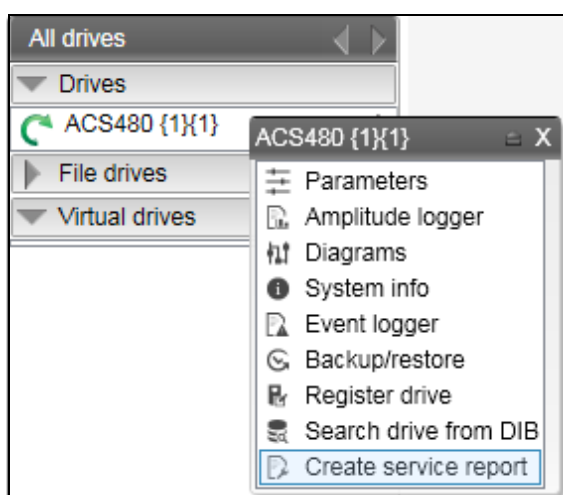 All drives
Drives
ACS480 {1}{1}
File drives
Virtual drives
ACS480 {1}{1} X
Parameters
Amplitude logger
Diagrams
System info
Event logger
Backup/restore
Register drive
Search drive from DIB
Create service report